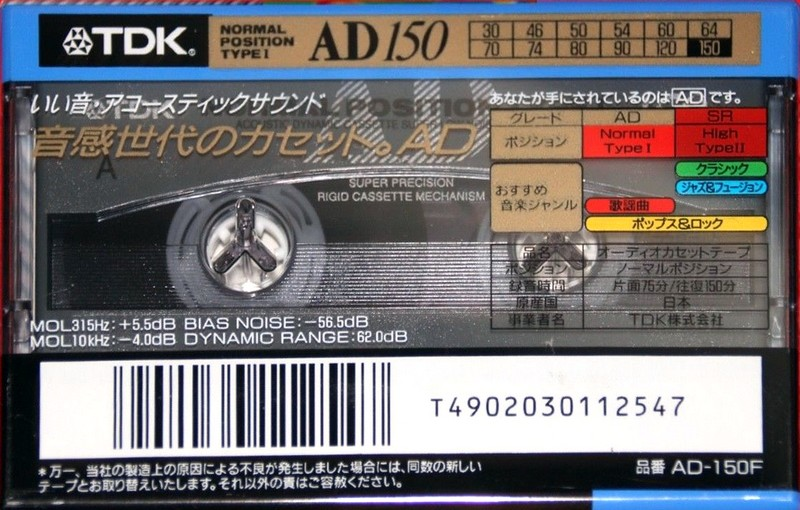 TDK
NORMAL
POSITION
TYPE I
AD 150
30 46 50 54 60 64
70 74 80 90 120 150
いい音・アコースティックサウンド
音感世代のカセット。AD
A
SUPER PRECISION
RIGID CASSETTE MECHANISM
あなたが手にされているのは AD です。
グレード AD SR
ポジション Normal Type I High Type II
おすすめ
音楽ジャンル
クラシック
ジャズ&フュージョン
歌謡曲
ポップス&ロック
品名 オーディオカセットテープ
ポジション ノーマルポジション
録音時間 片面75分/往復150分
原産国 日本
事業者名 TDK株式会社
MOL315Hz:+5.5dB BIAS NOISE:-56.5dB
MOL10kHz:-4.0dB DYNAMIC RANGE:62.0dB
T4902030112547
*万一、当社の製造上の原因による不良が発生しました場合には、同数の新しい
テープとお取り替えいたします。それ以外の責はご容赦ください。
品番 AD-150F